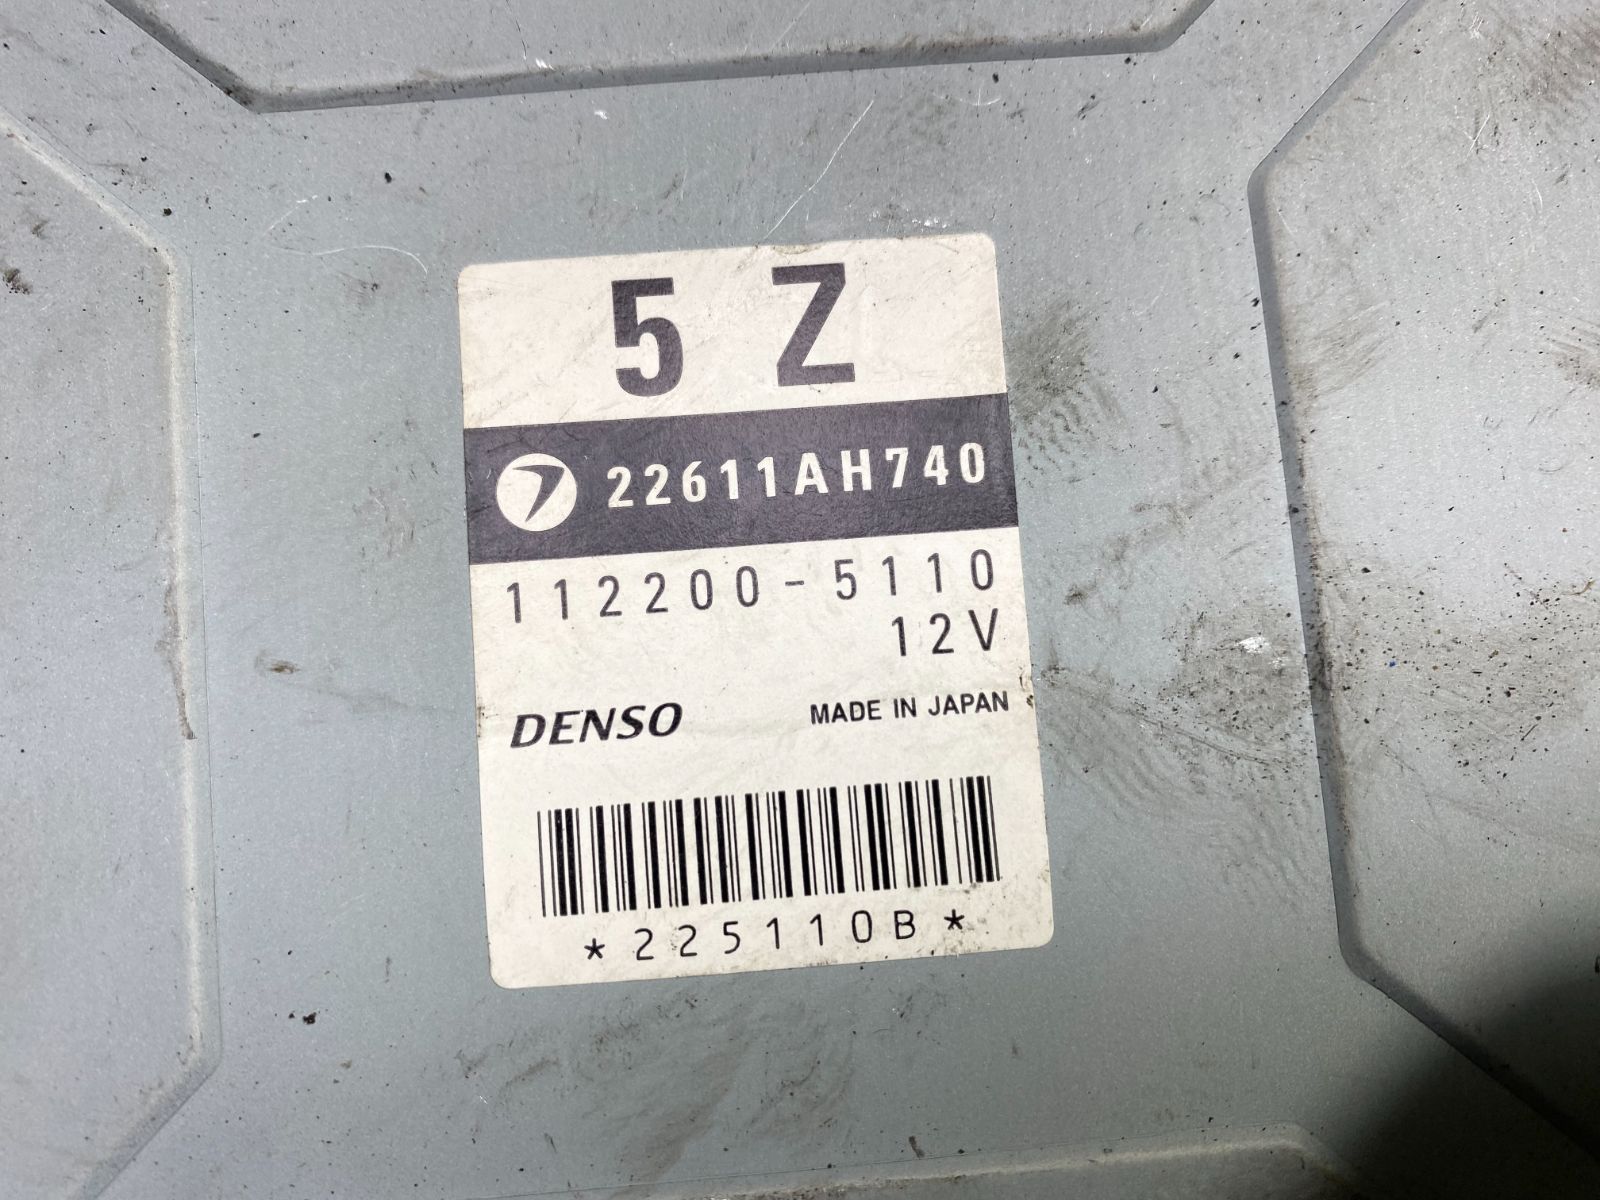 5 Z
22611AH740
112200-5110
12V
DENSO MADE IN JAPAN
*225110B*